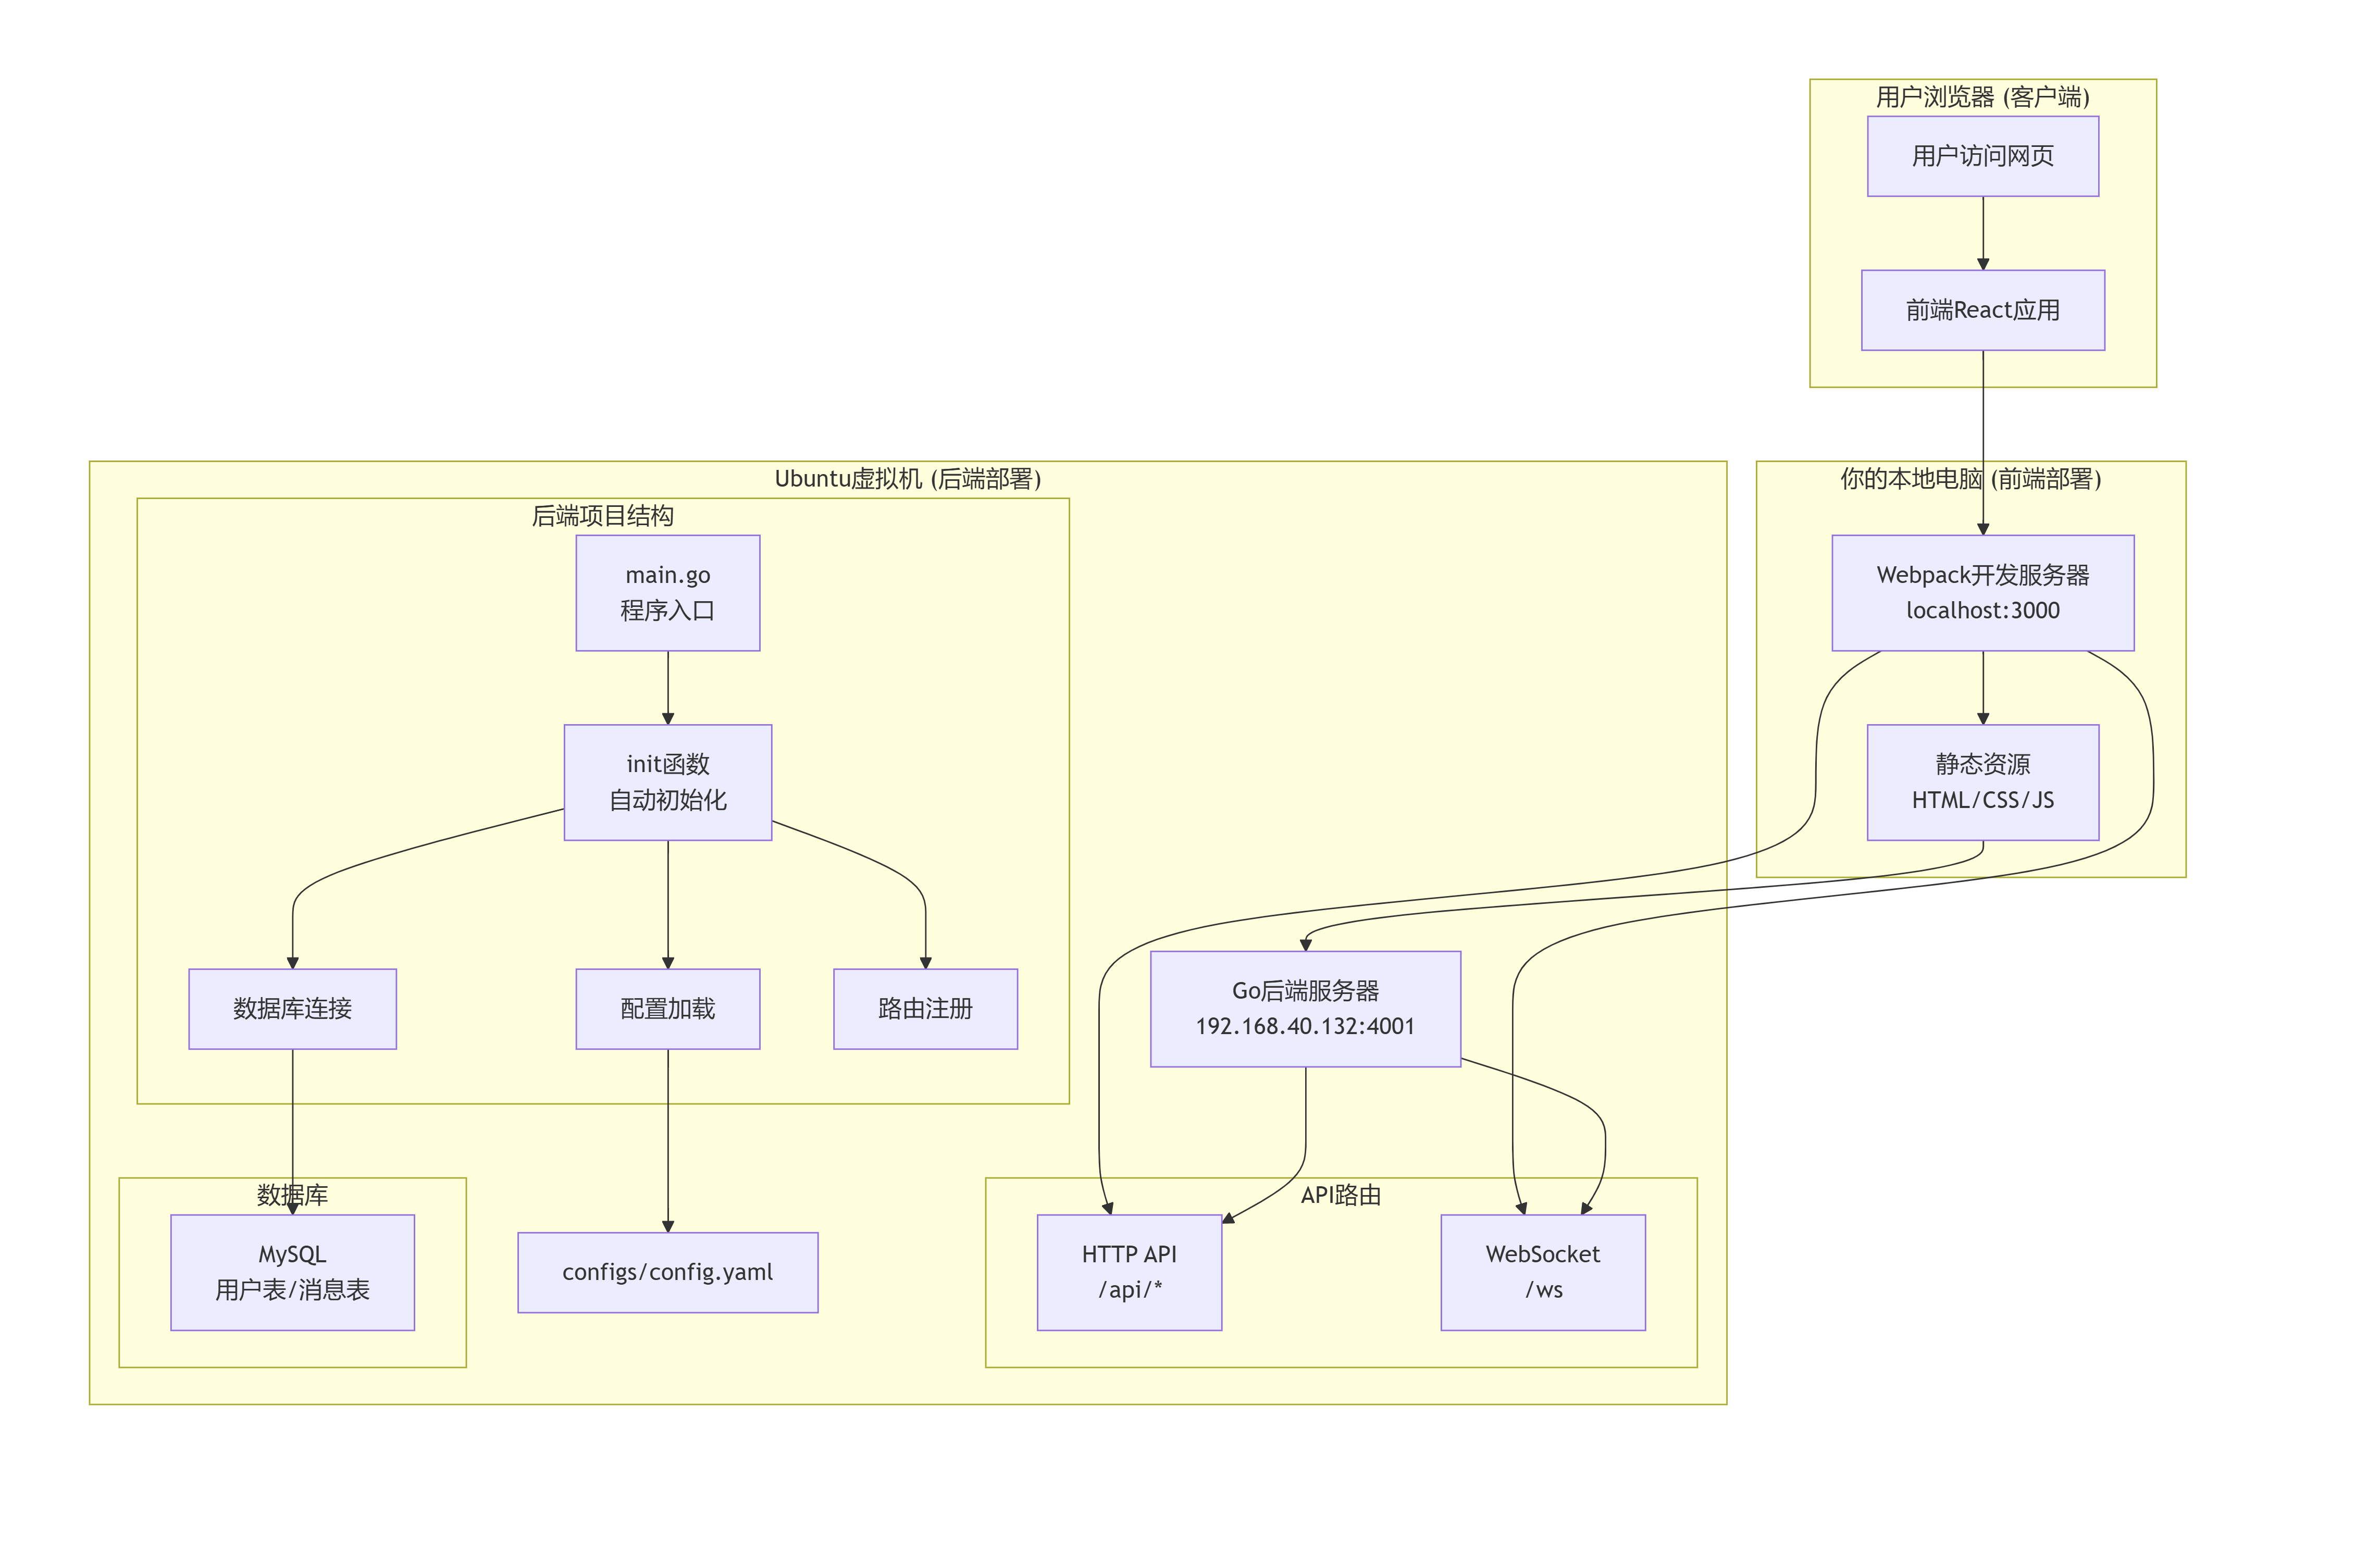 用户浏览器 (客户端)
用户访问网页
前端React应用
Ubuntu虚拟机 (后端部署)
后端项目结构
main.go
程序入口
init函数
自动初始化
数据库连接
配置加载
路由注册
数据库
MySQL
用户表/消息表
configs/config.yaml
你的本地电脑 (前端部署)
Webpack开发服务器
localhost:3000
静态资源
HTML/CSS/JS
Go后端服务器
192.168.40.132:4001
API路由
HTTP API
/api/*
WebSocket
/ws